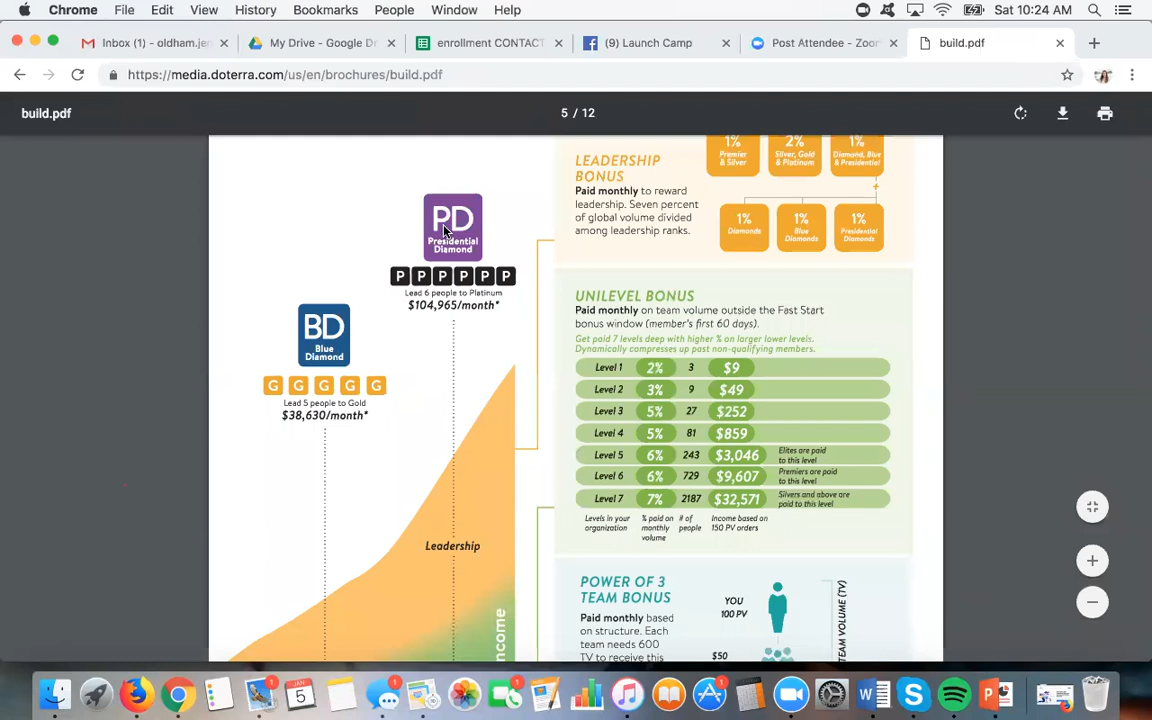 Chrome File Edit View History Bookmarks People Window Help Sat 10:24 AM
Inbox (1) - oldham.jen My Drive - Google Dr enrollment CONTACT (9) Launch Camp Post Attendee - Zoom build.pdf
https://media.doterra.com/us/en/brochures/build.pdf
build.pdf 5 / 12
1% Premier & Silver
2% Silver, Gold & Platinum
1% Diamond, Blue & Presidential
LEADERSHIP
BONUS
Paid monthly to reward
leadership. Seven percent
of global volume divided
among leadership ranks.
+
1% Diamonds
1% Blue Diamonds
1% Presidential Diamonds
PD
Presidential
Diamond
P P P P P P
Lead 6 people to Platinum
$104,965/month*
BD
Blue
Diamond
G G G G G
Lead 5 people to Gold
$38,630/month*
Leadership
ncome
UNILEVEL BONUS
Paid monthly on team volume outside the Fast Start
bonus window (member's first 60 days).
Get paid 7 levels deep with higher % on larger lower levels.
Dynamically compresses up past non-qualifying members.
Level 1 2% 3 $9
Level 2 3% 9 $49
Level 3 5% 27 $252
Level 4 5% 81 $859
Level 5 6% 243 $3,046 Elites are paid to this level
Level 6 6% 729 $9,607 Premiers are paid to this level
Level 7 7% 2187 $32,571 Silvers and above are paid to this level
Levels in your organization
% paid on monthly volume
# of people
Income based on 150 PV orders
POWER OF 3
TEAM BONUS
Paid monthly based
on structure. Each
team needs 600
TV to receive this
YOU
100 PV
$50
TEAM VOLUME (TV)
JAN
5
1
1
1
1